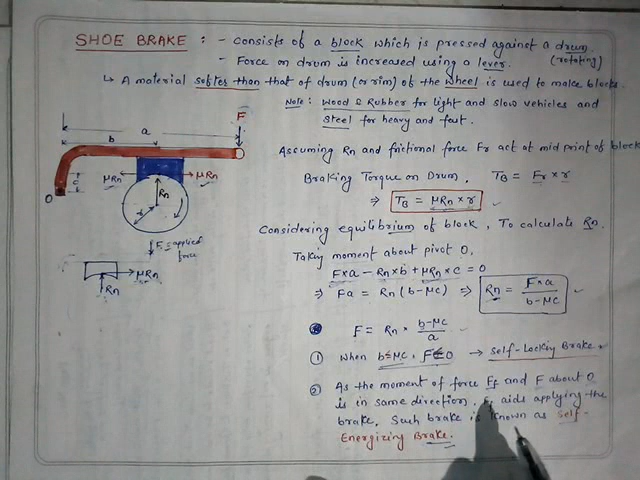 SHOE BRAKE : - Consists of a block which is pressed against a drum.
(rotating)
- Force on drum is increased using a lever.
↳ A material softer than that of drum (or rim) of the wheel is used to make blocks.
Note : Wood & Rubber for light and slow vehicles and
Steel for heavy and fast.
F
a
b
c
O
μRn
μRn
Rn
r
F = applied
force
μRn
Rn
Assuming Rn and frictional force Fr act at mid print of block
Braking Torque on Drum, TB = Fr × r
⇒ TB = μRn × r
Considering equilibrium of block, To calculate Rn.
Taking moment about pivot O,
F×a − Rn×b + μRn×c = 0
⇒ Fa = Rn (b−μc) ⇒ Rn = F×a / b−μc
F = Rn × b−μc / a
① When b≤μc, F≤0 → Self-Locking Brake.
② As the moment of force Ff and F about O
is in same direction, aids applying the
brake. Such brake is known as Self-
Energizing Brake.